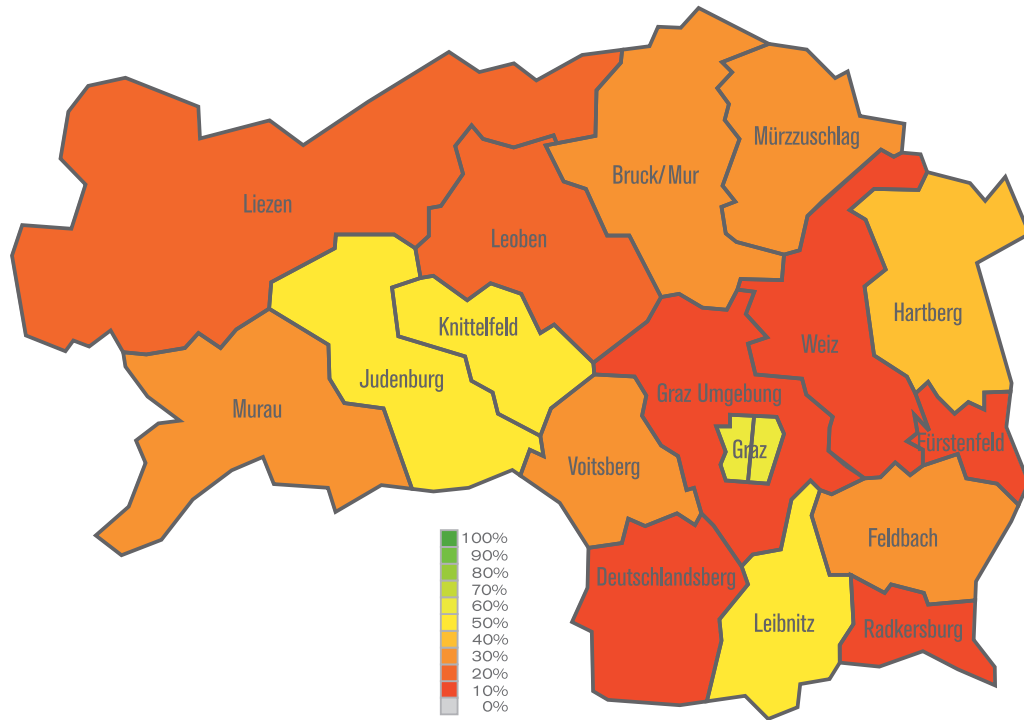 Mürzzuschlag
Bruck/Mur
Liezen
Leoben
Hartberg
Knittelfeld
Weiz
Judenburg
Graz Umgebung
Murau
Fürstenfeld
Graz
Voitsberg
Feldbach
Deutschlandsberg
Leibnitz
Radkersburg
100%
90%
80%
70%
60%
50%
40%
30%
20%
10%
0%